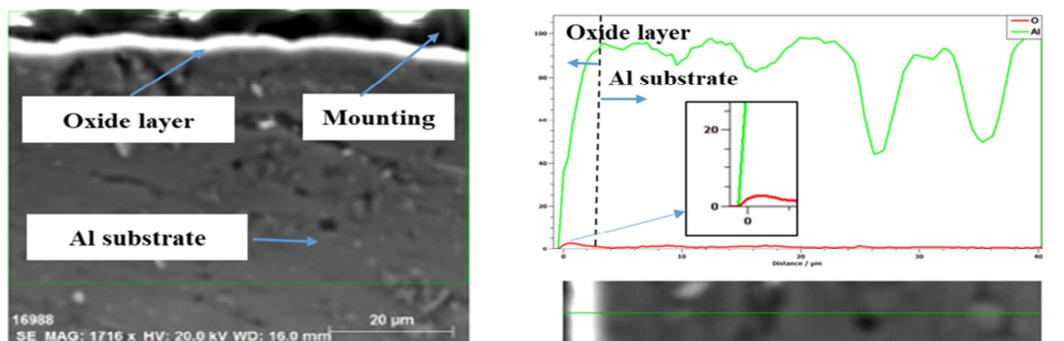 Oxide layer
Mounting
Al substrate
16988
20 µm
SE MAG: 1716 x HV: 20.0 kV WD: 16.0 mm
O
Al
Oxide layer
Al substrate
100
80
60
40
20
0
20
0
0
10
20
30
40
Distance / µm